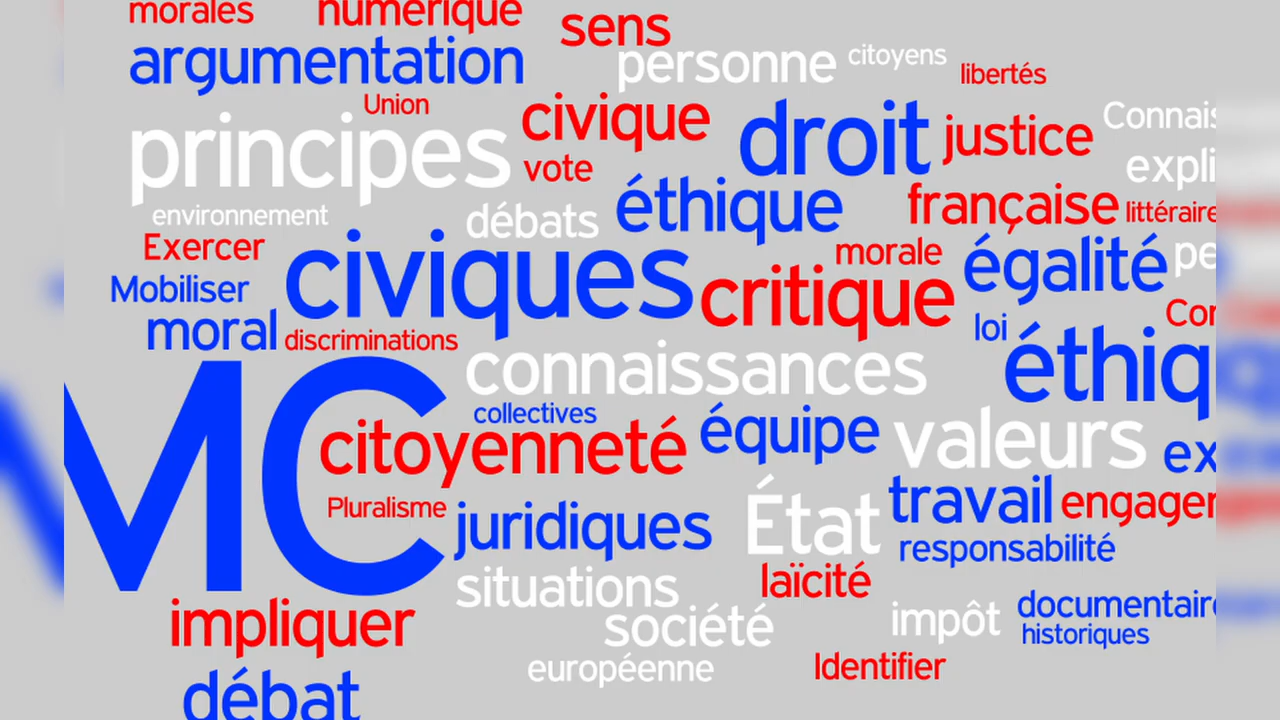 morales
numérique
sens
argumentation
personne
citoyens
libertés
Union
civique
droit
justice
principes
vote
éthique
française
environnement
débats
Exercer
civiques
morale
égalité
Mobiliser
critique
moral
discriminations
loi
connaissances
MC
collectives
citoyenneté
équipe
valeurs
Pluralisme
juridiques
État
travail
responsabilité
situations
laïcité
impliquer
société
impôt
historiques
européenne
Identifier
débat